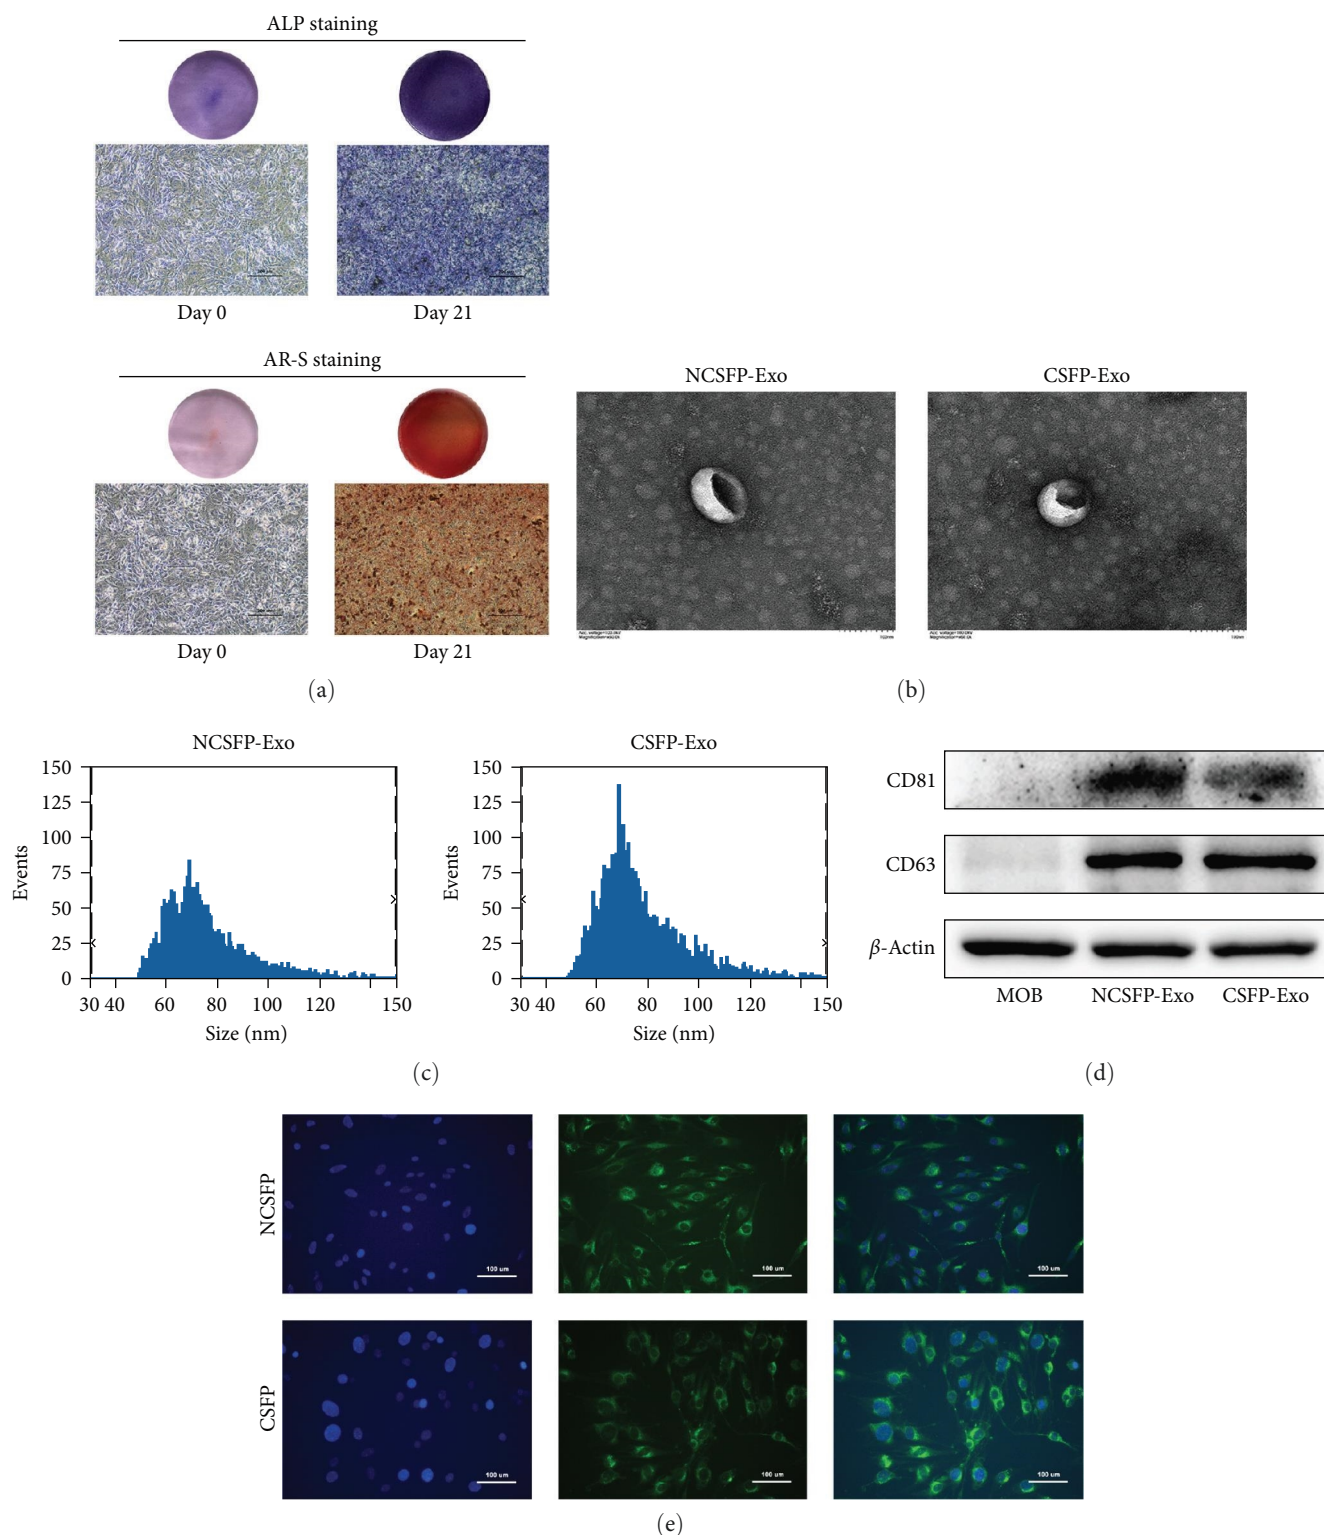 ALP staining
Day 0
Day 21
AR-S staining
Day 0
Day 21
(a)
NCSFP-Exo
CSFP-Exo
(b)
NCSFP-Exo
Events
150
125
100
75
50
25
0
30 40 60 80 100 120 150
Size (nm)
CSFP-Exo
Events
150
125
100
75
50
25
0
30 40 60 80 100 120 150
Size (nm)
(c)
CD81
CD63
β-Actin
MOB NCSFP-Exo CSFP-Exo
(d)
NCSFP
100 um
100 um
100 um
CSFP
100 um
100 um
100 um
(e)